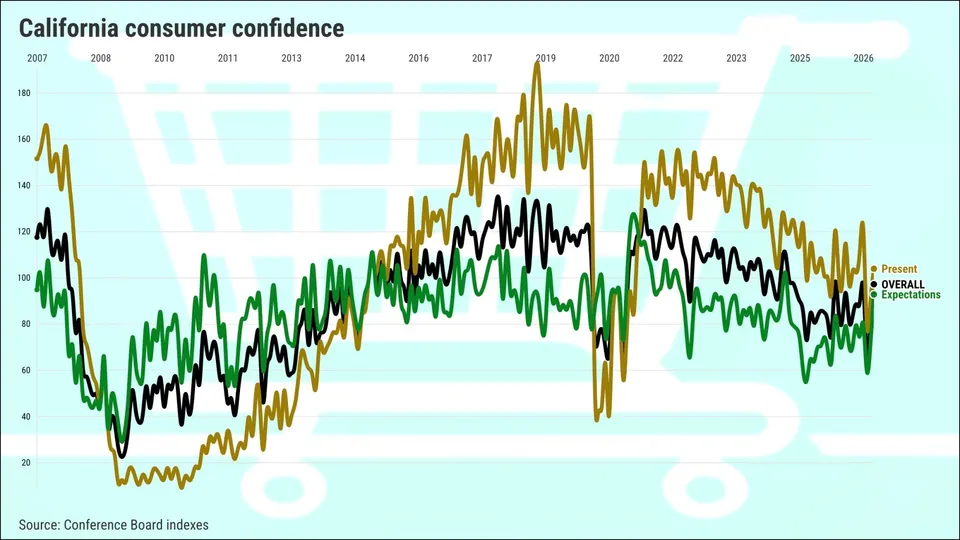 California consumer confidence
2007 2008 2010 2011 2013 2014 2016 2017 2019 2020 2022 2023 2025 2026
180
160
140
120
100
80
60
40
20
Present
OVERALL
Expectations
Source: Conference Board indexes